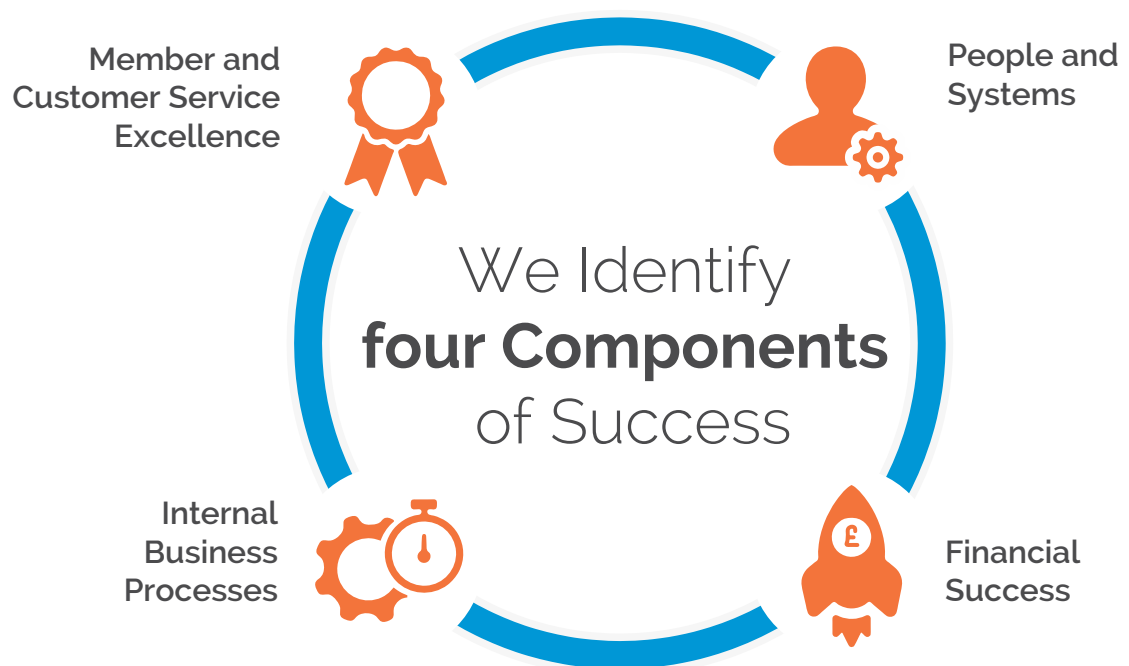 Member and
Customer Service
Excellence
People and
Systems
We Identify
four Components
of Success
Internal
Business
Processes
£
Financial
Success